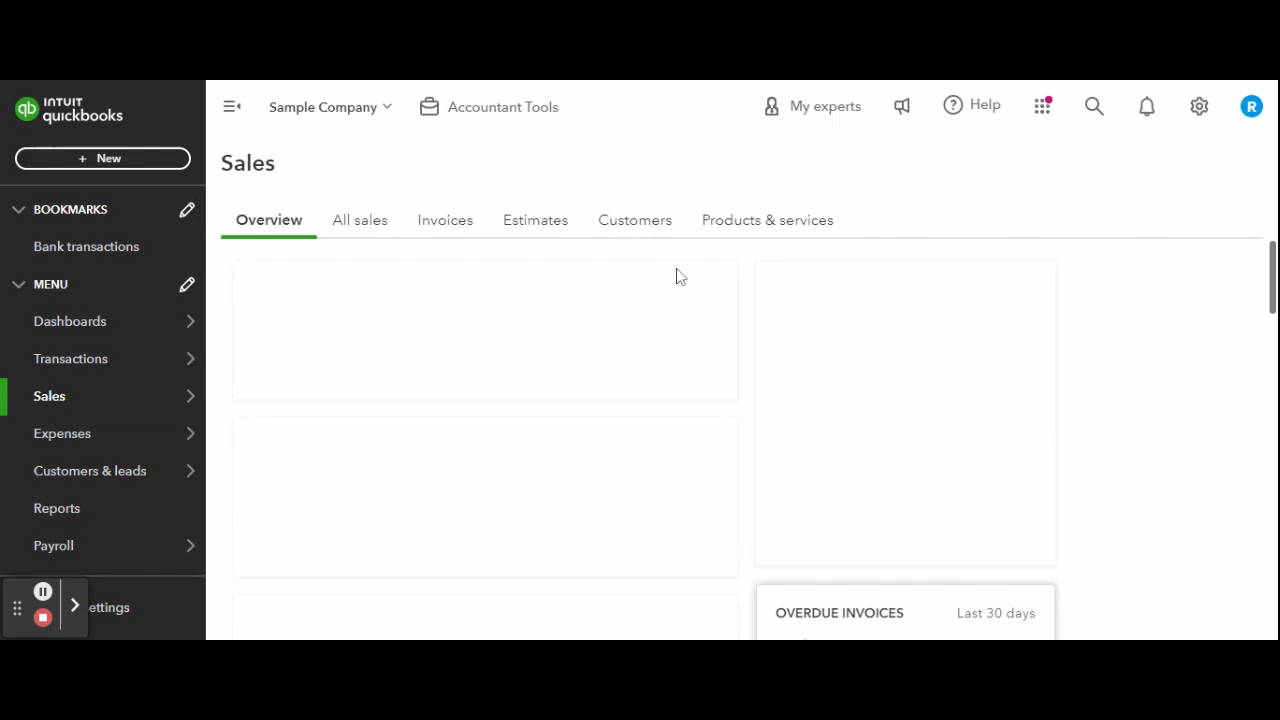 INTUIT
qb quickbooks
+ New
BOOKMARKS
Bank transactions
MENU
Dashboards
Transactions
Sales
Expenses
Customers & leads
Reports
Payroll
ettings
Sample Company
Accountant Tools
My experts
Help
R
Sales
Overview
All sales
Invoices
Estimates
Customers
Products & services
OVERDUE INVOICES
Last 30 days